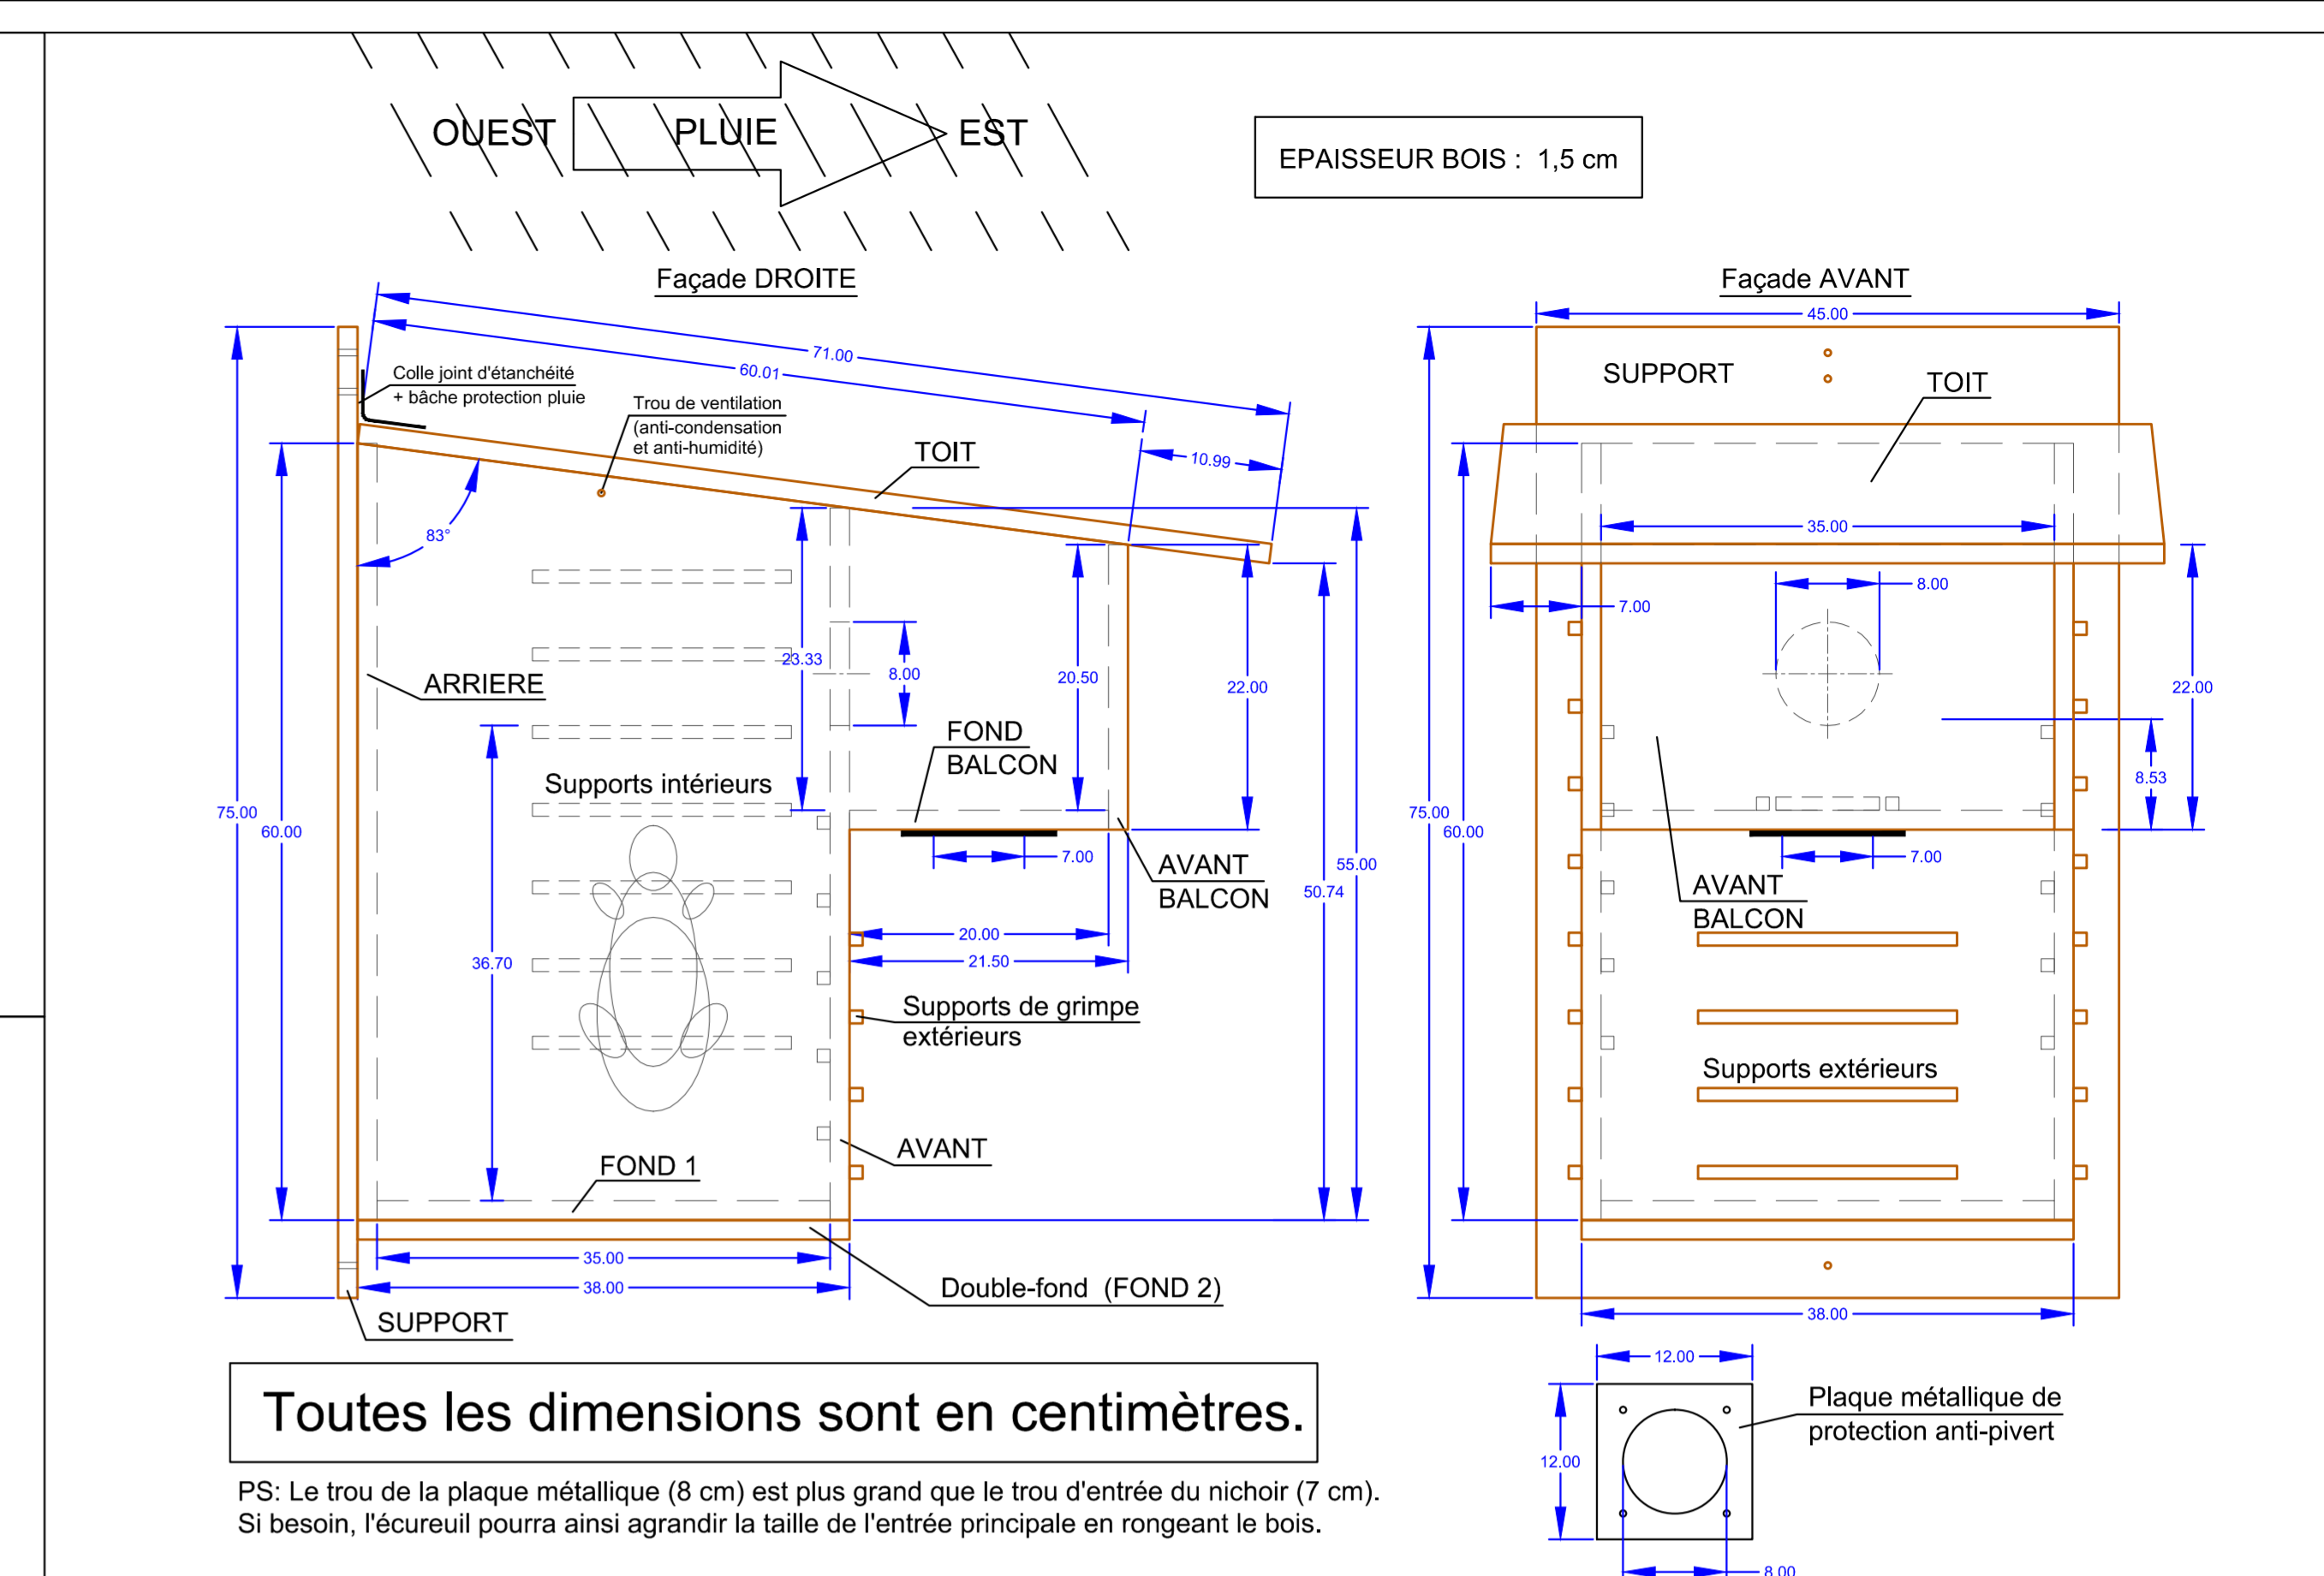 OUEST
PLUIE
EST
EPAISSEUR BOIS :  1,5 cm
Façade DROITE
Façade AVANT
71.00
60.01
10.99
Colle joint d'étanchéité
+ bâche protection pluie
Trou de ventilation
(anti-condensation
et anti-humidité)
TOIT
83°
23.33
8.00
20.50
22.00
ARRIERE
FOND
BALCON
Supports intérieurs
75.00
60.00
7.00
AVANT
BALCON
55.00
50.74
36.70
20.00
21.50
Supports de grimpe
extérieurs
AVANT
FOND 1
35.00
38.00
Double-fond  (FOND 2)
SUPPORT
45.00
SUPPORT
TOIT
35.00
8.00
7.00
22.00
8.53
75.00
60.00
7.00
AVANT
BALCON
Supports extérieurs
38.00
12.00
12.00
Plaque métallique de
protection anti-pivert
8.00
Toutes les dimensions sont en centimètres.
PS: Le trou de la plaque métallique (8 cm) est plus grand que le trou d'entrée du nichoir (7 cm).
Si besoin, l'écureuil pourra ainsi agrandir la taille de l'entrée principale en rongeant le bois.